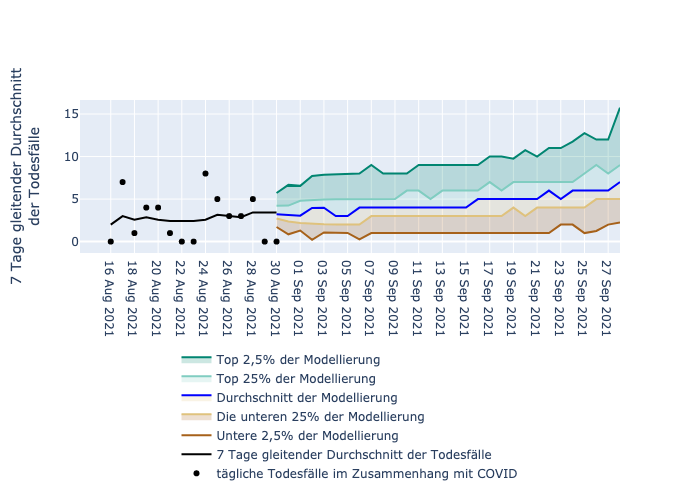 7 Tage gleitender Durchschnitt
der Todesfälle
15
10
5
0
16 Aug 2021
18 Aug 2021
20 Aug 2021
22 Aug 2021
24 Aug 2021
26 Aug 2021
28 Aug 2021
30 Aug 2021
01 Sep 2021
03 Sep 2021
05 Sep 2021
07 Sep 2021
09 Sep 2021
11 Sep 2021
13 Sep 2021
15 Sep 2021
17 Sep 2021
19 Sep 2021
21 Sep 2021
23 Sep 2021
25 Sep 2021
27 Sep 2021
Top 2,5% der Modellierung
Top 25% der Modellierung
Durchschnitt der Modellierung
Die unteren 25% der Modellierung
Untere 2,5% der Modellierung
7 Tage gleitender Durchschnitt der Todesfälle
tägliche Todesfälle im Zusammenhang mit COVID